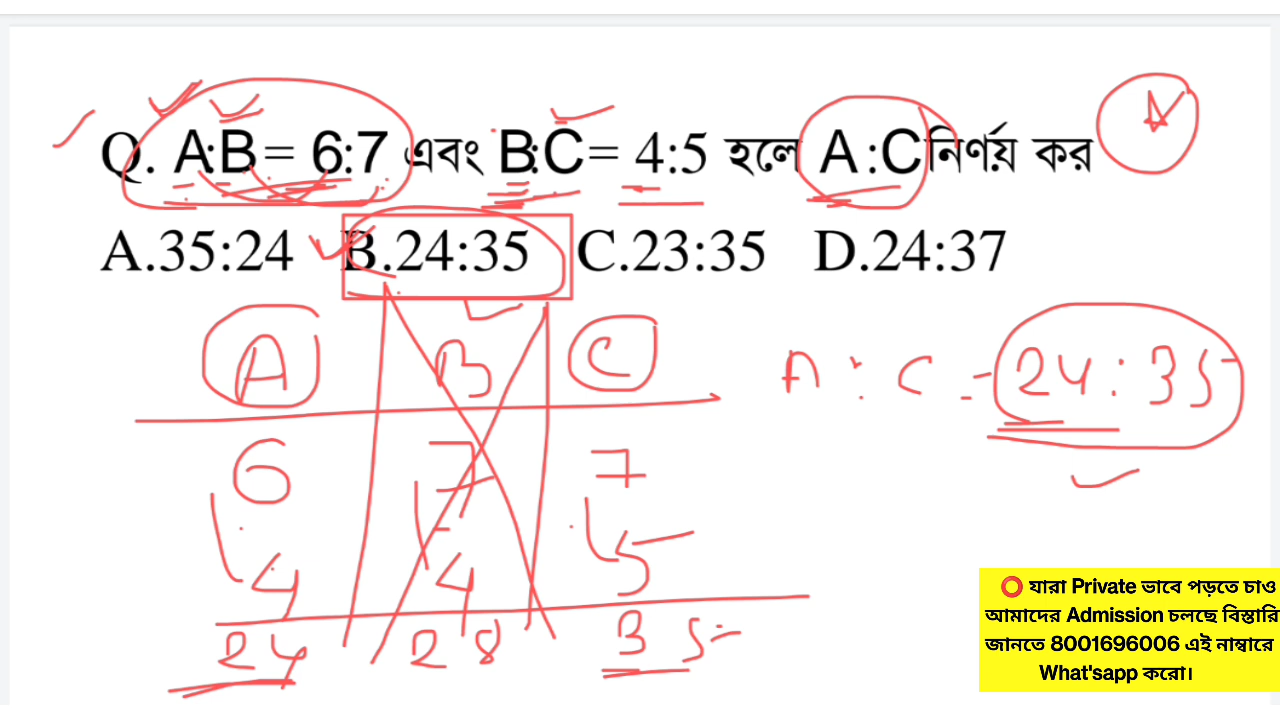 Q. A:B= 6:7 এবং B:C= 4:5 হলে A:C নির্ণয় কর
A.35:24 B.24:35 C.23:35 D.24:37
A B C
A : C = 24:35
6 7 7
4 4 5
24 28 35
⭕ যারা Private ভাবে পড়তে চাও
আমাদের Admission চলছে বিস্তারি
জানতে 8001696006 এই নাম্বারে
What'sapp করো।